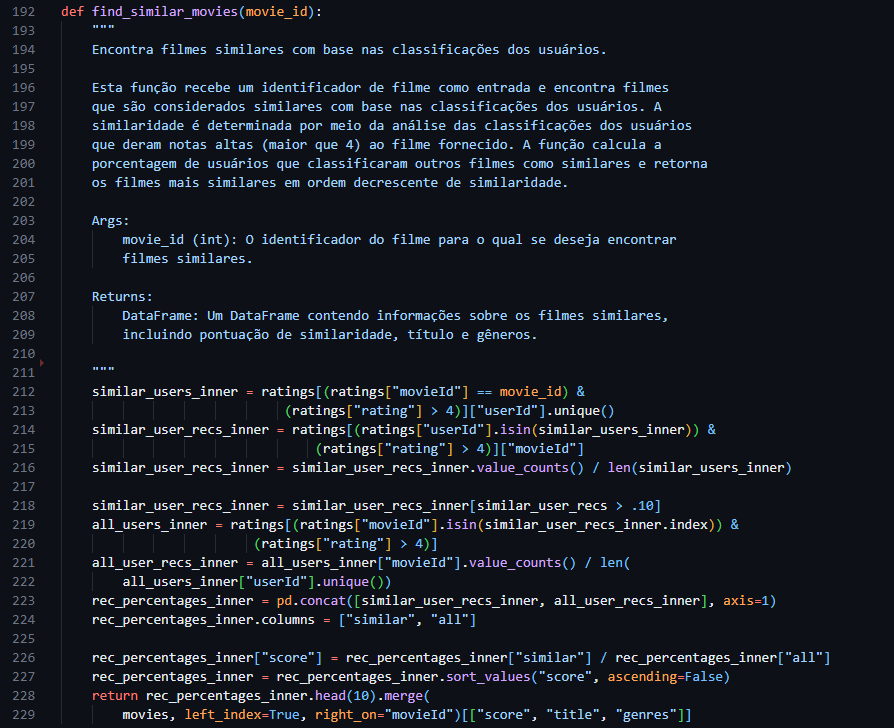 192 def find_similar_movies(movie_id):
193 """
194 Encontra filmes similares com base nas classificações dos usuários.
195
196 Esta função recebe um identificador de filme como entrada e encontra filmes
197 que são considerados similares com base nas classificações dos usuários. A
198 similaridade é determinada por meio da análise das classificações dos usuários
199 que deram notas altas (maior que 4) ao filme fornecido. A função calcula a
200 porcentagem de usuários que classificaram outros filmes como similares e retorna
201 os filmes mais similares em ordem decrescente de similaridade.
202
203 Args:
204 movie_id (int): O identificador do filme para o qual se deseja encontrar
205 filmes similares.
206
207 Returns:
208 DataFrame: Um DataFrame contendo informações sobre os filmes similares,
209 incluindo pontuação de similaridade, título e gêneros.
210
211 """
212 similar_users_inner = ratings[(ratings["movieId"] == movie_id) &
213 (ratings["rating"] > 4)]["userId"].unique()
214 similar_user_recs_inner = ratings[(ratings["userId"].isin(similar_users_inner)) &
215 (ratings["rating"] > 4)]["movieId"]
216 similar_user_recs_inner = similar_user_recs_inner.value_counts() / len(similar_users_inner)
217
218 similar_user_recs_inner = similar_user_recs_inner[similar_user_recs > .10]
219 all_users_inner = ratings[(ratings["movieId"].isin(similar_user_recs_inner.index)) &
220 (ratings["rating"] > 4)]
221 all_user_recs_inner = all_users_inner["movieId"].value_counts() / len(
222 all_users_inner["userId"].unique())
223 rec_percentages_inner = pd.concat([similar_user_recs_inner, all_user_recs_inner], axis=1)
224 rec_percentages_inner.columns = ["similar", "all"]
225
226 rec_percentages_inner["score"] = rec_percentages_inner["similar"] / rec_percentages_inner["all"]
227 rec_percentages_inner = rec_percentages_inner.sort_values("score", ascending=False)
228 return rec_percentages_inner.head(10).merge(
229 movies, left_index=True, right_on="movieId")[["score", "title", "genres"]]